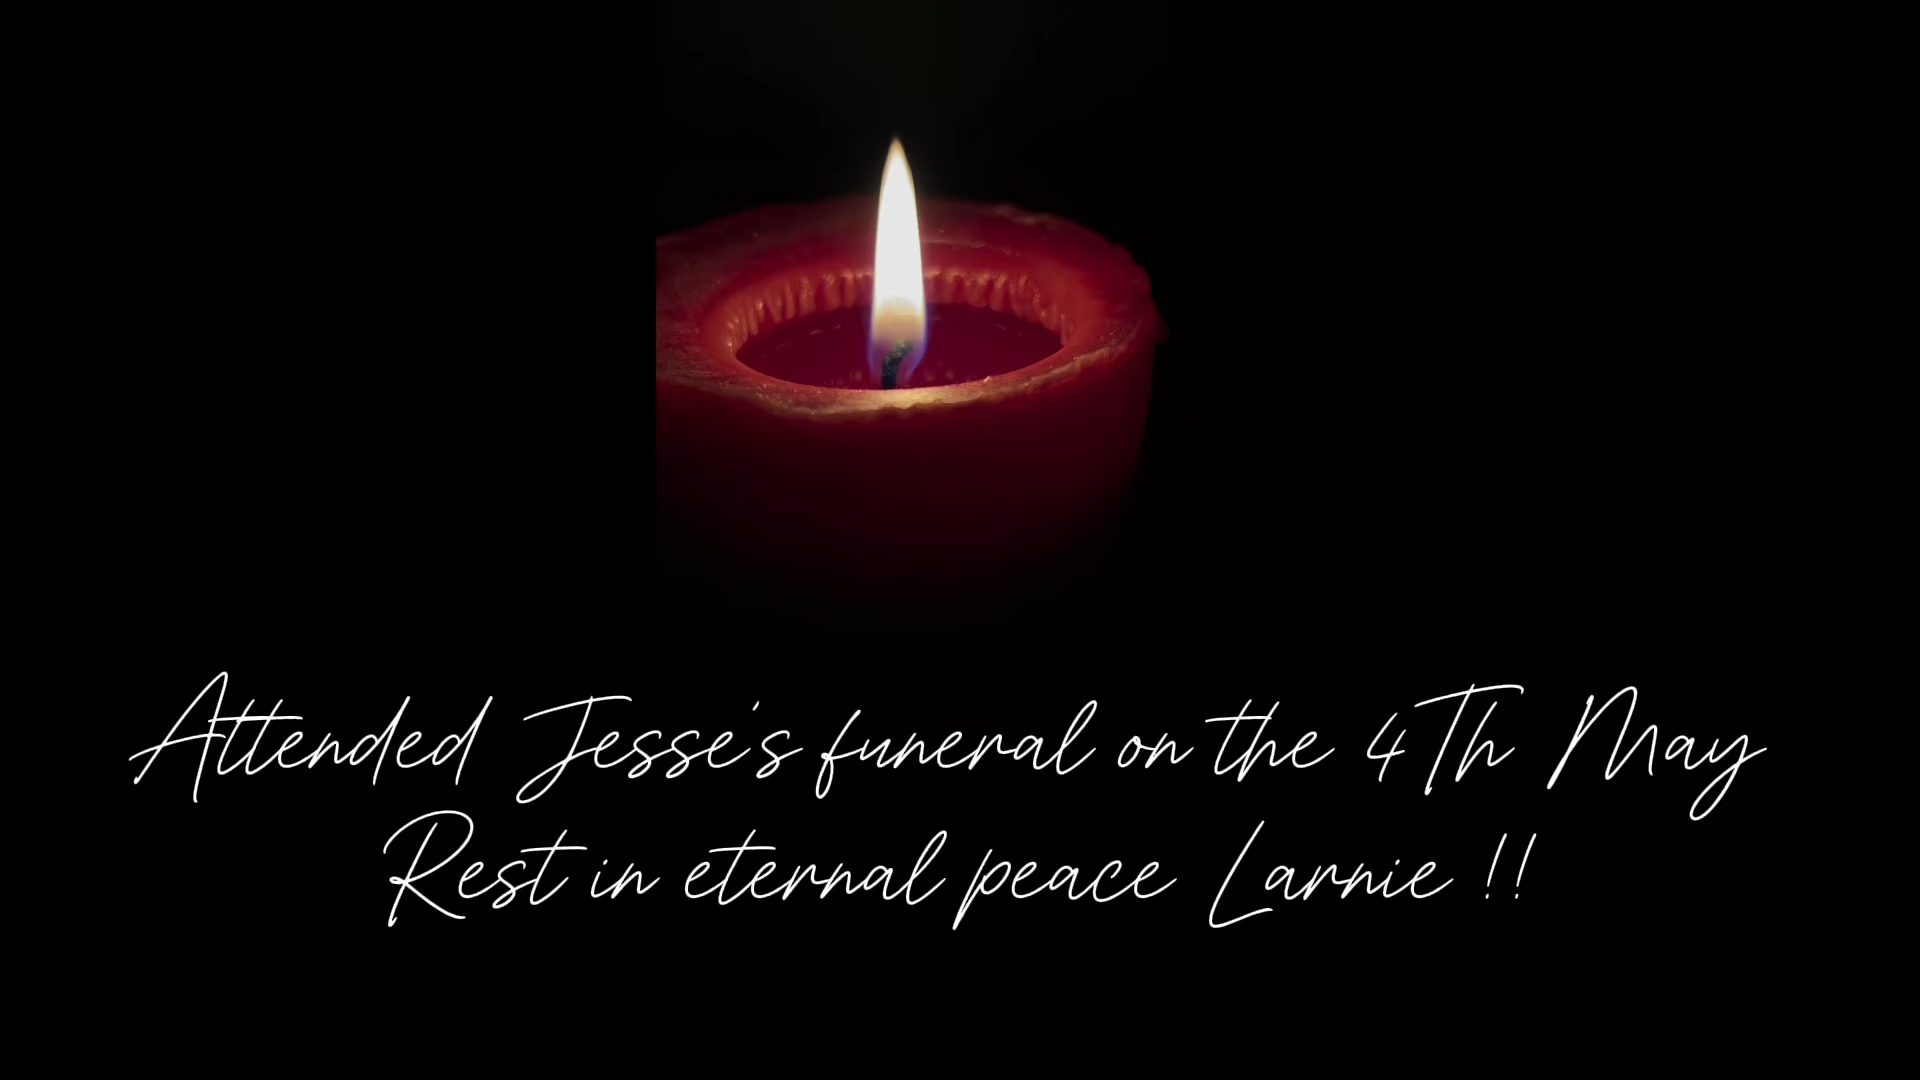 Attended Jesse's funeral on the 4Th May
Rest in eternal peace Larnie !!